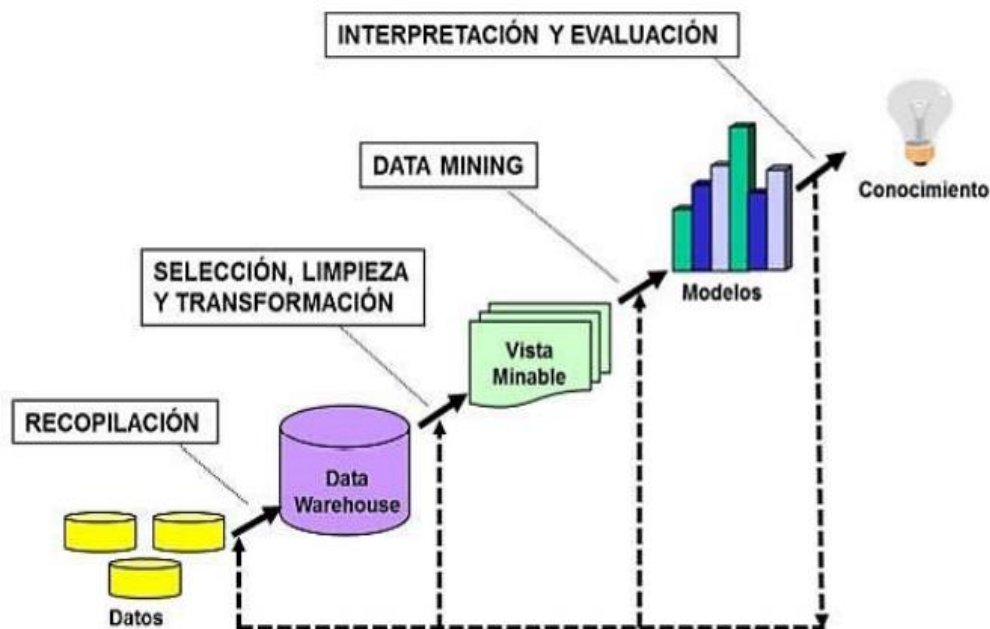 INTERPRETACIÓN Y EVALUACIÓN
Conocimiento
DATA MINING
Modelos
SELECCIÓN, LIMPIEZA
Y TRANSFORMACIÓN
Vista
Minable
RECOPILACIÓN
Data
Warehouse
Datos